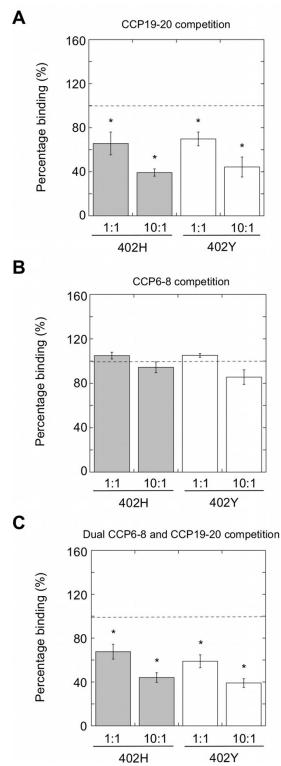 A
CCP19-20 competition
Percentage binding (%)
160
120
80
40
0
* * * *
1:1 10:1 1:1 10:1
402H 402Y
B
CCP6-8 competition
Percentage binding (%)
160
120
80
40
0
1:1 10:1 1:1 10:1
402H 402Y
C
Dual CCP6-8 and CCP19-20 competition
Percentage binding (%)
160
120
80
40
0
* * * *
1:1 10:1 1:1 10:1
402H 402Y